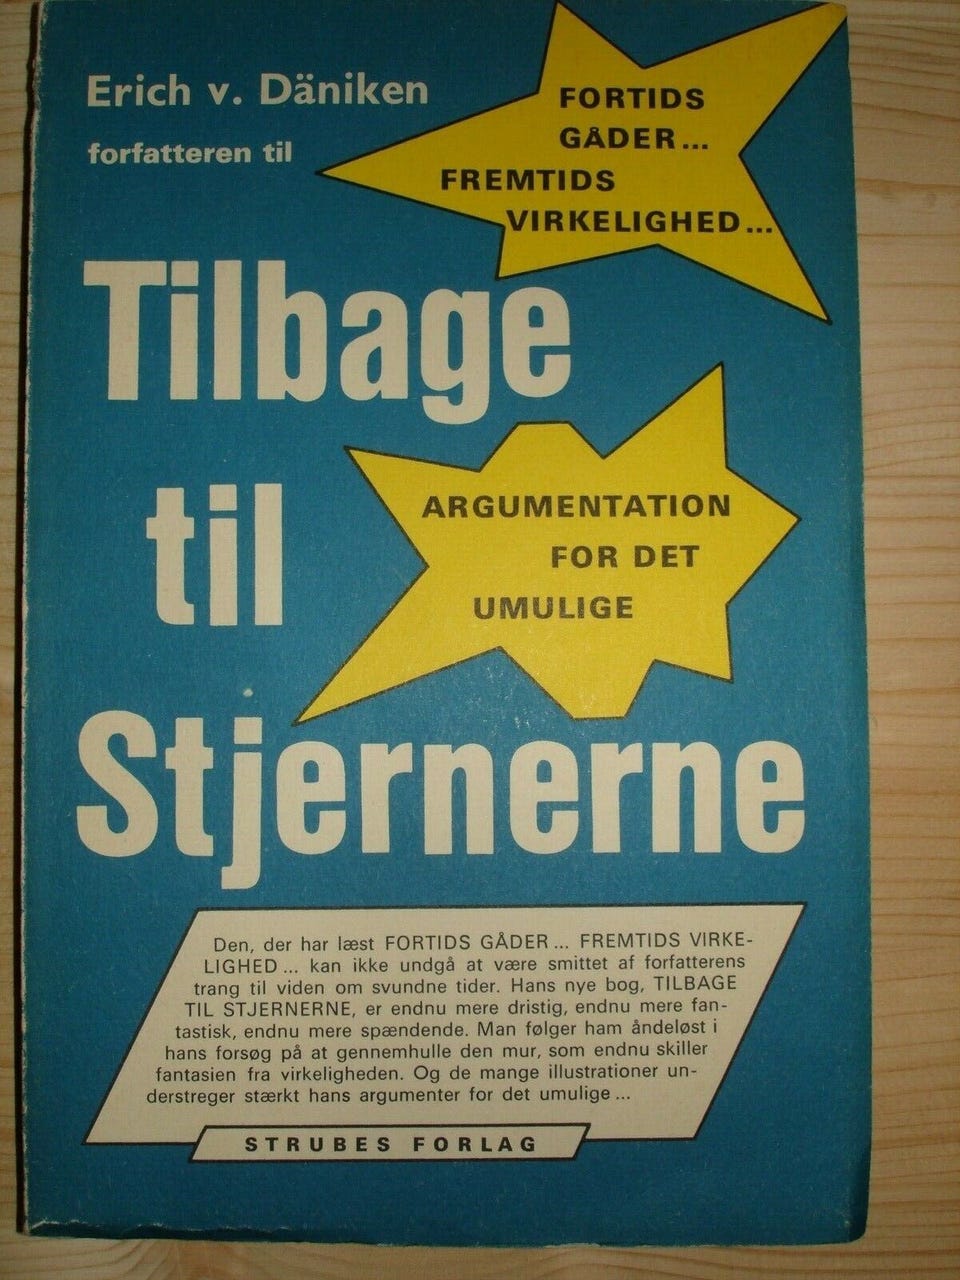 Erich v. Däniken
forfatteren til
FORTIDS
GÅDER...
FREMTIDS
VIRKELIGHED...
Tilbage
til
Stjernerne
ARGUMENTATION
FOR DET
UMULIGE
Den, der har læst FORTIDS GÅDER... FREMTIDS VIRKE-
LIGHED... kan ikke undgå at være smittet af forfatterens
trang til viden om svundne tider. Hans nye bog, TILBAGE
TIL STJERNERNE, er endnu mere dristig, endnu mere fan-
tastisk, endnu mere spændende. Man følger ham åndeløst i
hans forsøg på at gennemhulle den mur, som endnu skiller
fantasien fra virkeligheden. Og de mange illustrationer un-
derstreger stærkt hans argumenter for det umulige...
STRUBES FORLAG